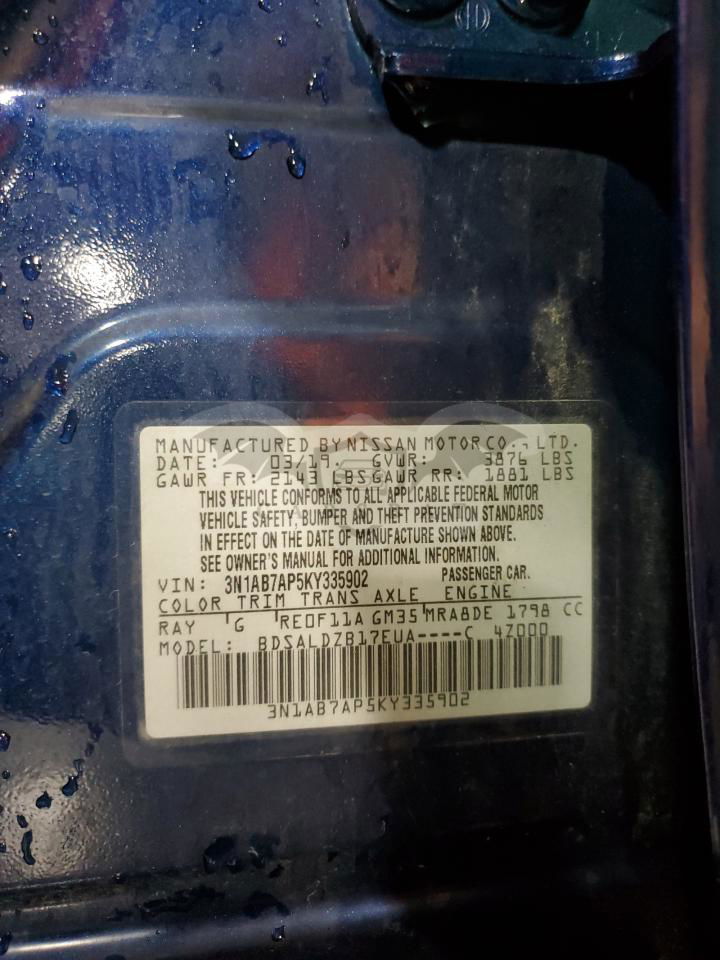 MANUFACTURED BY NISSAN MOTOR CO., LTD.
DATE: 03/19. GVWR: 3876 LBS
GAWR FR: 2143 LBS GAWR RR: 1881 LBS
THIS VEHICLE CONFORMS TO ALL APPLICABLE FEDERAL MOTOR
VEHICLE SAFETY, BUMPER AND THEFT PREVENTION STANDARDS
IN EFFECT ON THE DATE OF MANUFACTURE SHOWN ABOVE.
SEE OWNER'S MANUAL FOR ADDITIONAL INFORMATION.
VIN: 3N1AB7AP5KY335902 PASSENGER CAR.
COLOR TRIM TRANS AXLE ENGINE
RAY G RE0F11A GM35 MRA8DE 1798 CC
MODEL: BDSALDZB17EUA----C 4Z000
3N1AB7AP5KY335902